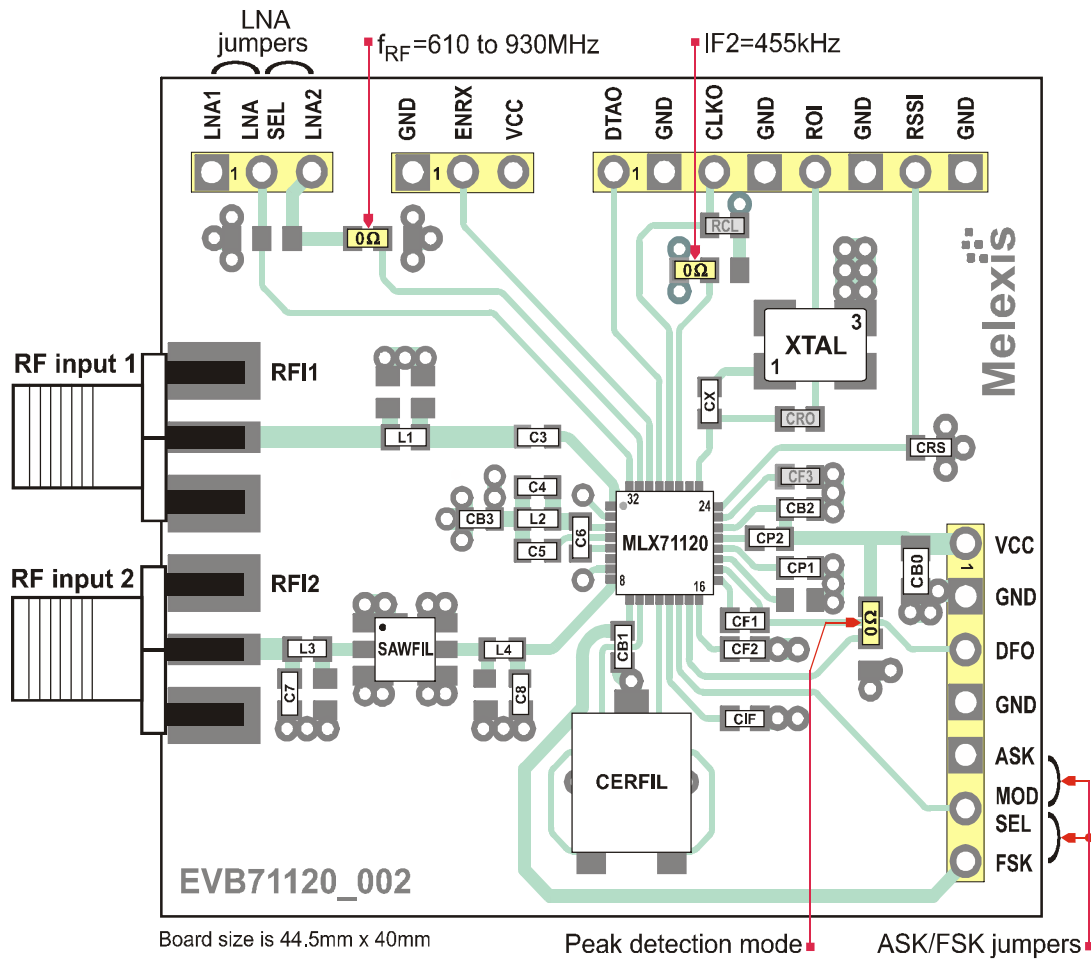 LNA
jumpers
fRF=610 to 930MHz
IF2=455kHz
LNA1
LNA
SEL
LNA2
GND
ENRX
VCC
DTAO
GND
CLKO
GND
ROI
GND
RSSI
GND
1
1
1
0Ω
RCL
0Ω
Melexis
XTAL
3
1
RF input 1
RFI1
CX
CRO
L1
C3
CRS
C4
CB3
L2
C6
C5
32
24
MLX71120
8
16
CF3
CB2
CP2
CP1
CB0
VCC
1
GND
DFO
GND
ASK
MOD
SEL
FSK
RF input 2
RFI2
L3
SAWFIL
L4
C7
C8
CB1
CF1
CF2
0Ω
CIF
CERFIL
EVB71120_002
Board size is 44.5mm x 40mm
Peak detection mode
ASK/FSK jumpers